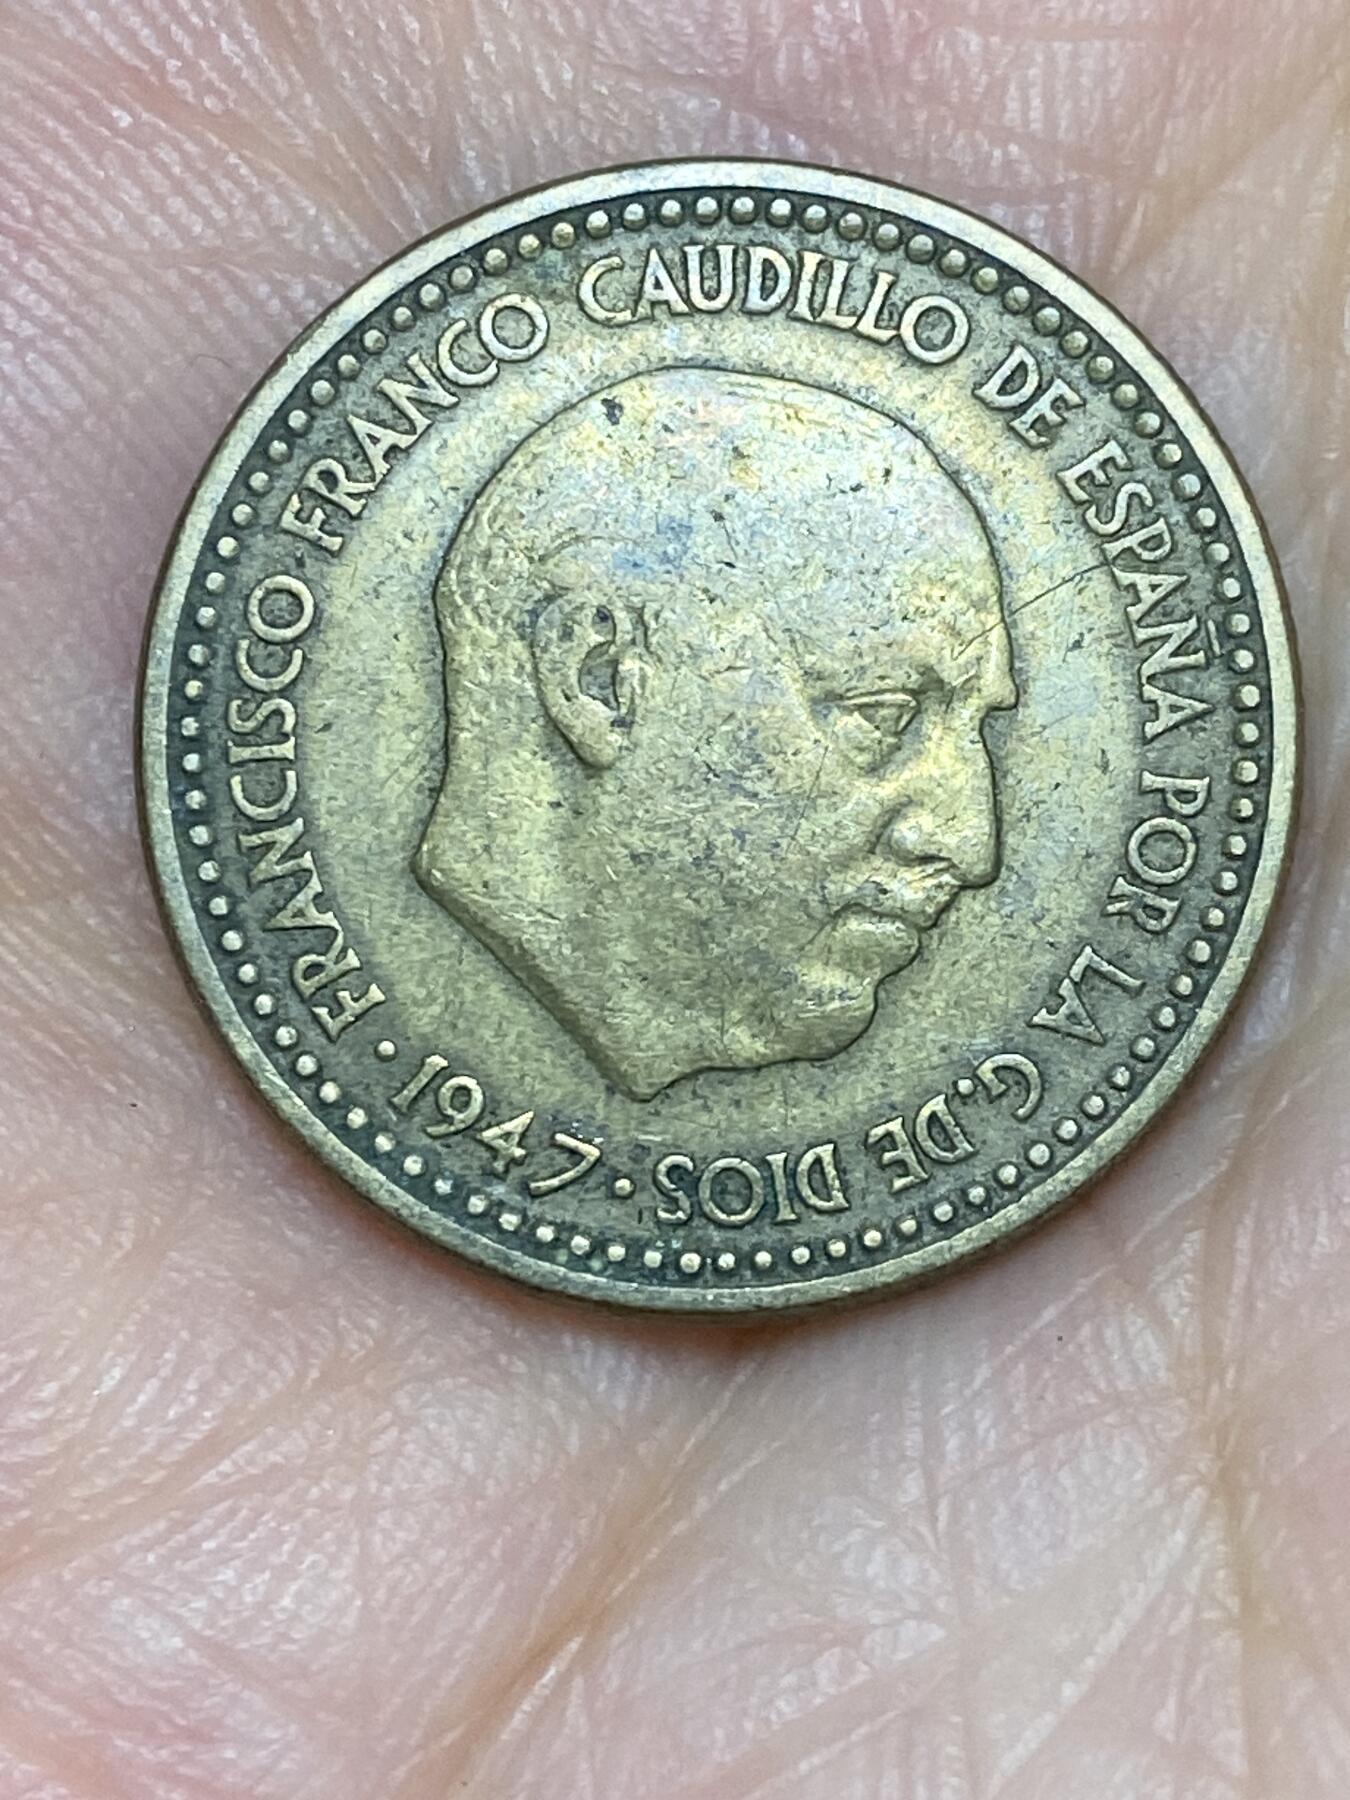 FRANCISCO FRANCO CAUDILLO DE ESPAÑA POR LA G. DE DIOS
· 1947 ·